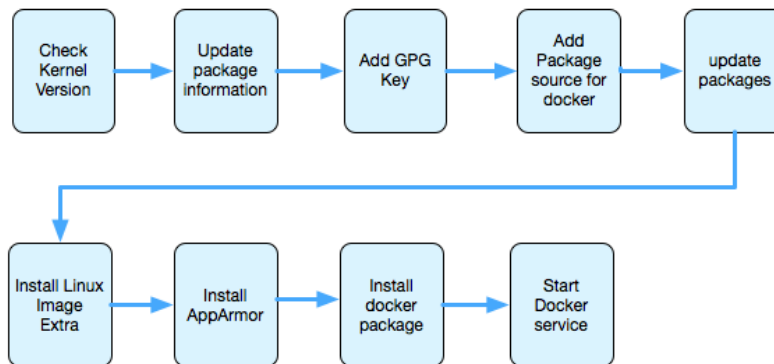 Check
Kernel
Version
Update
package
information
Add GPG
Key
Add
Package
source for
docker
update
packages
Install Linux
Image
Extra
Install
AppArmor
Install
docker
package
Start
Docker
service